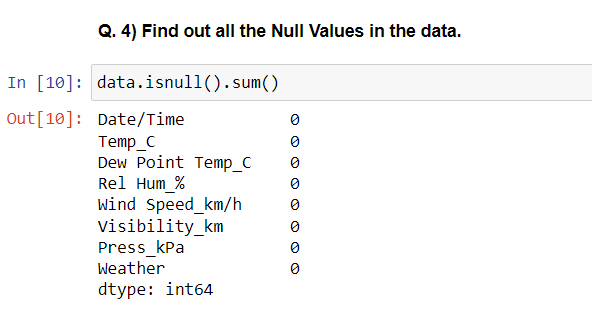 Q. 4) Find out all the Null Values in the data.
In [10]: data.isnull().sum()
Out[10]: Date/Time 0
Temp_C 0
Dew Point Temp_C 0
Rel Hum_% 0
Wind Speed_km/h 0
Visibility_km 0
Press_kPa 0
Weather 0
dtype: int64